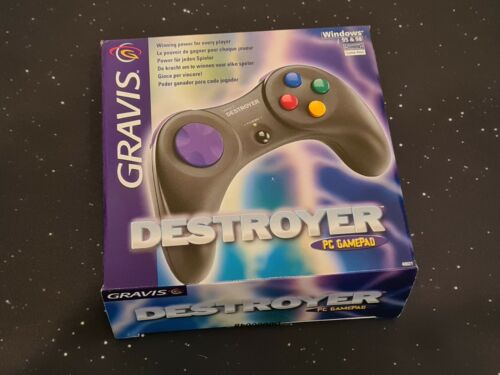 GRAVIS
Winning power for every player
Le pouvoir de gagner pour chaque joueur
Power für jeden Spieler
De kracht om te winnen voor elke speler
Gioca per vincere!
Poder ganador para cada jugador
Windows
95 & 98
DESTROYER
DESTROYER
PC GAMEPAD
GRAVIS
DESTROYER
PC GAMEPAD